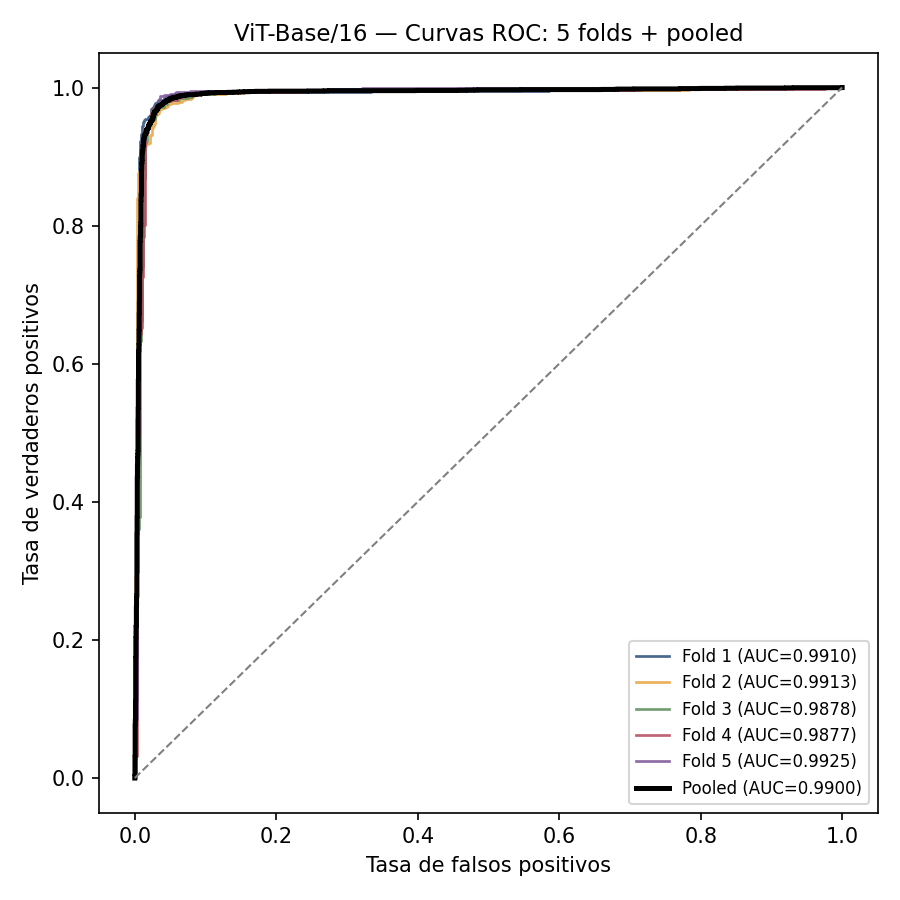 ViT-Base/16 — Curvas ROC: 5 folds + pooled
Tasa de verdaderos positivos
1.0
0.8
0.6
0.4
0.2
0.0
0.0 0.2 0.4 0.6 0.8 1.0
Tasa de falsos positivos
Fold 1 (AUC=0.9910)
Fold 2 (AUC=0.9913)
Fold 3 (AUC=0.9878)
Fold 4 (AUC=0.9877)
Fold 5 (AUC=0.9925)
Pooled (AUC=0.9900)